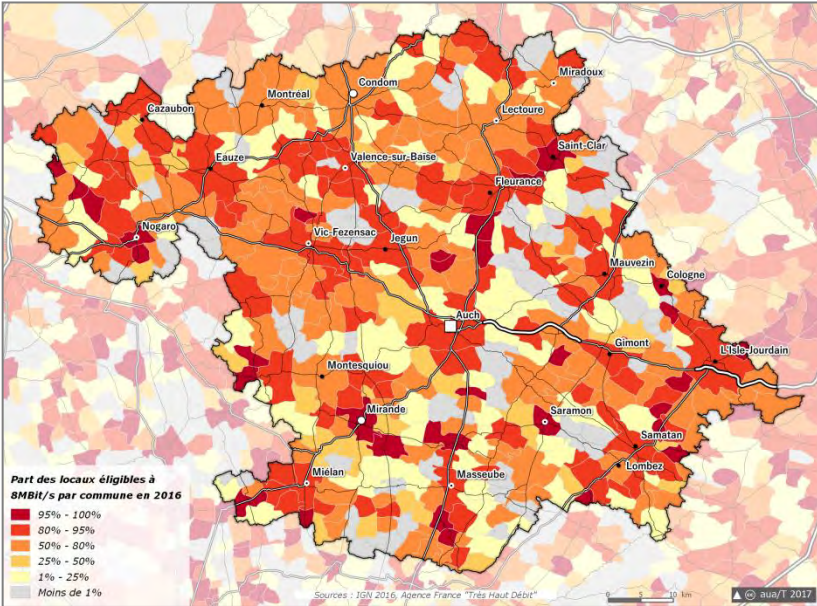 Miradoux
Condom
Montréal
Cazaubon
Lectoure
Saint-Clar
Valence-sur-Baïse
Eauze
Fleurance
Nogaro
Vic-Fezensac
Jegun
Mauvezin
Cologne
Auch
Gimont
L'Isle-Jourdain
Montesquiou
Mirande
Saramon
Samatan
Lombez
Miélan
Masseube
Part des locaux éligibles à
8MBit/s par commune en 2016
95% - 100%
80% - 95%
50% - 80%
25% - 50%
1% - 25%
Moins de 1%
Sources : IGN 2016, Agence France "Très Haut Débit"
0 5 10 km
cc aua/T 2017